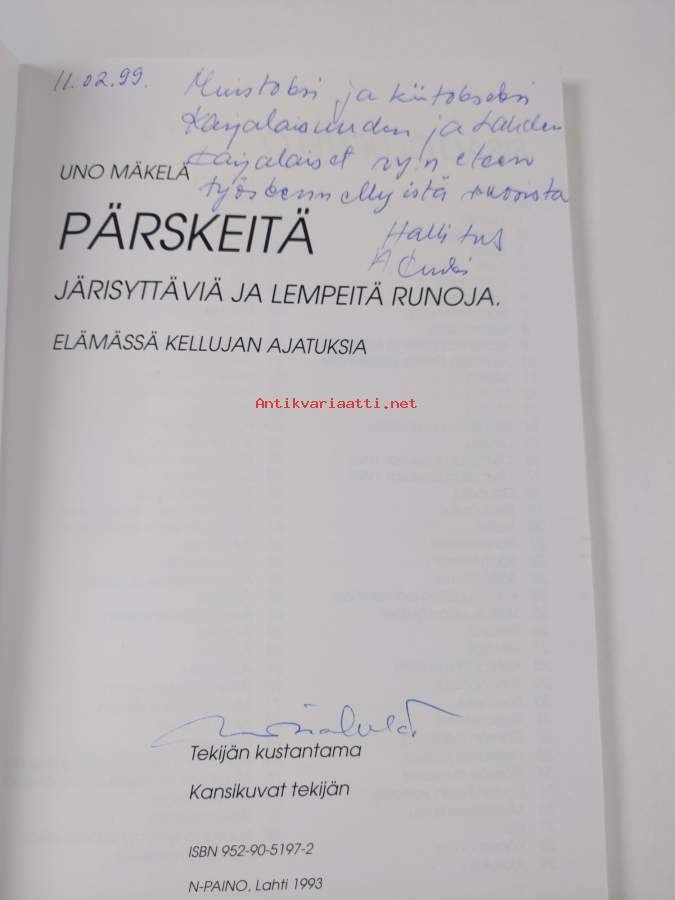 11.02.99.
Muistoksi ja kiitokseksi
Karjalaisuuden ja Lahden
Karjalaiset ry:n eteen
työskennellyistä vuosista
Hallitus
UNO MÄKELÄ
PÄRSKEITÄ
JÄRISYTTÄVIÄ JA LEMPEITÄ RUNOJA.
ELÄMÄSSÄ KELLUJAN AJATUKSIA
Antikvariaatti.net
Tekijän kustantama
Kansikuvat tekijän
ISBN 952-90-5197-2
N-PAINO, Lahti 1993